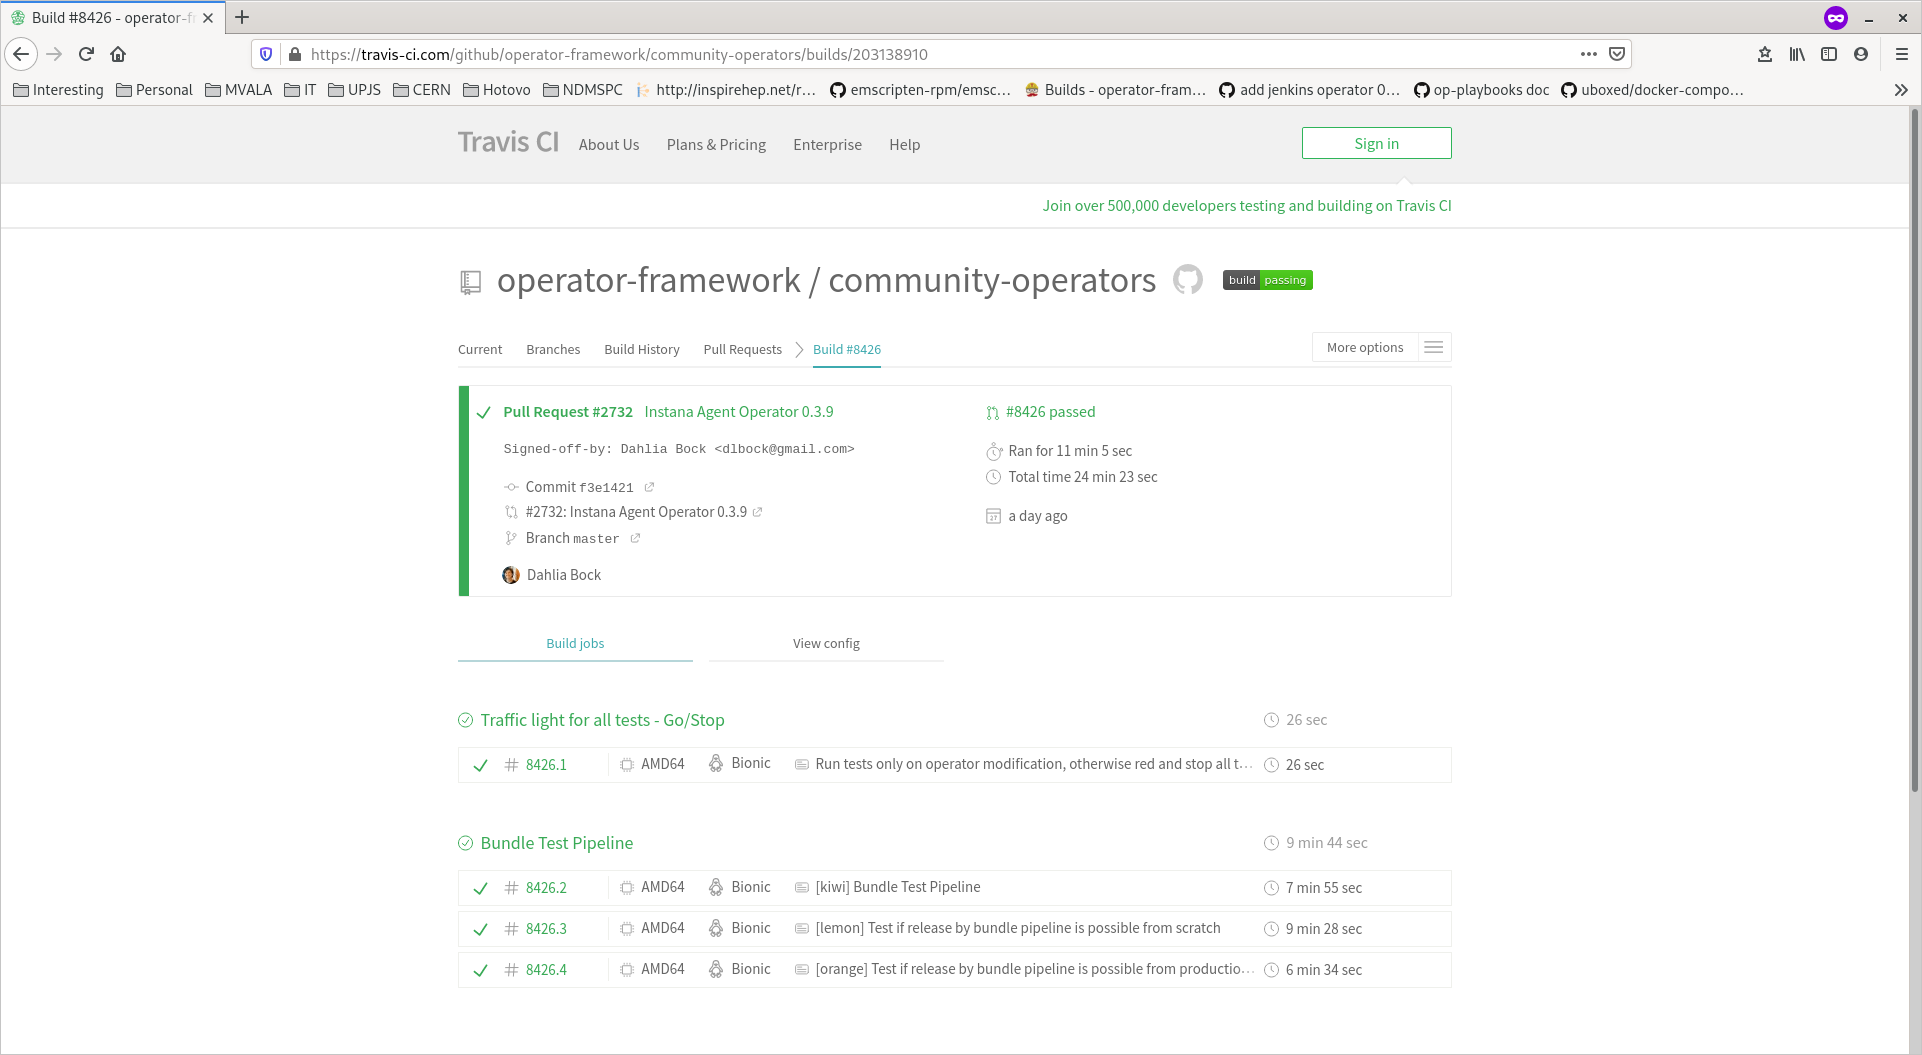 Build #8426 - operator-fr
https://travis-ci.com/github/operator-framework/community-operators/builds/203138910
Interesting Personal MVALA IT UPJS CERN Hotovo NDMSPC http://inspirehep.net/r… emscripten-rpm/emsc… Builds - operator-fram… add jenkins operator 0… op-playbooks doc uboxed/docker-compo…
Travis CI About Us Plans & Pricing Enterprise Help Sign in
Join over 500,000 developers testing and building on Travis CI
operator-framework / community-operators build passing
Current Branches Build History Pull Requests Build #8426 More options
Pull Request #2732 Instana Agent Operator 0.3.9
Signed-off-by: Dahlia Bock <dlbock@gmail.com>
Commit f3e1421
#2732: Instana Agent Operator 0.3.9
Branch master
Dahlia Bock
#8426 passed
Ran for 11 min 5 sec
Total time 24 min 23 sec
27
a day ago
Build jobs View config
Traffic light for all tests - Go/Stop 26 sec
# 8426.1 AMD64 Bionic Run tests only on operator modification, otherwise red and stop all t… 26 sec
Bundle Test Pipeline 9 min 44 sec
# 8426.2 AMD64 Bionic [kiwi] Bundle Test Pipeline 7 min 55 sec
# 8426.3 AMD64 Bionic [lemon] Test if release by bundle pipeline is possible from scratch 9 min 28 sec
# 8426.4 AMD64 Bionic [orange] Test if release by bundle pipeline is possible from productio… 6 min 34 sec